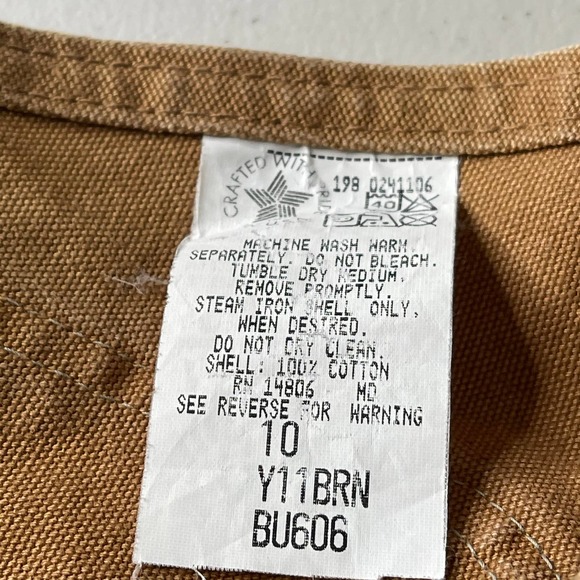 CRAFTED WITH
198 0241106
40
MACHINE WASH WARM
SEPARATELY. DO NOT BLEACH.
TUMBLE DRY MEDIUM.
REMOVE PROMPTLY.
STEAM IRON SHELL ONLY,
WHEN DESIRED.
DO NOT DRY CLEAN.
SHELL: 100% COTTON
RN 14806 MD
SEE REVERSE FOR WARNING
10
Y11BRN
BU606